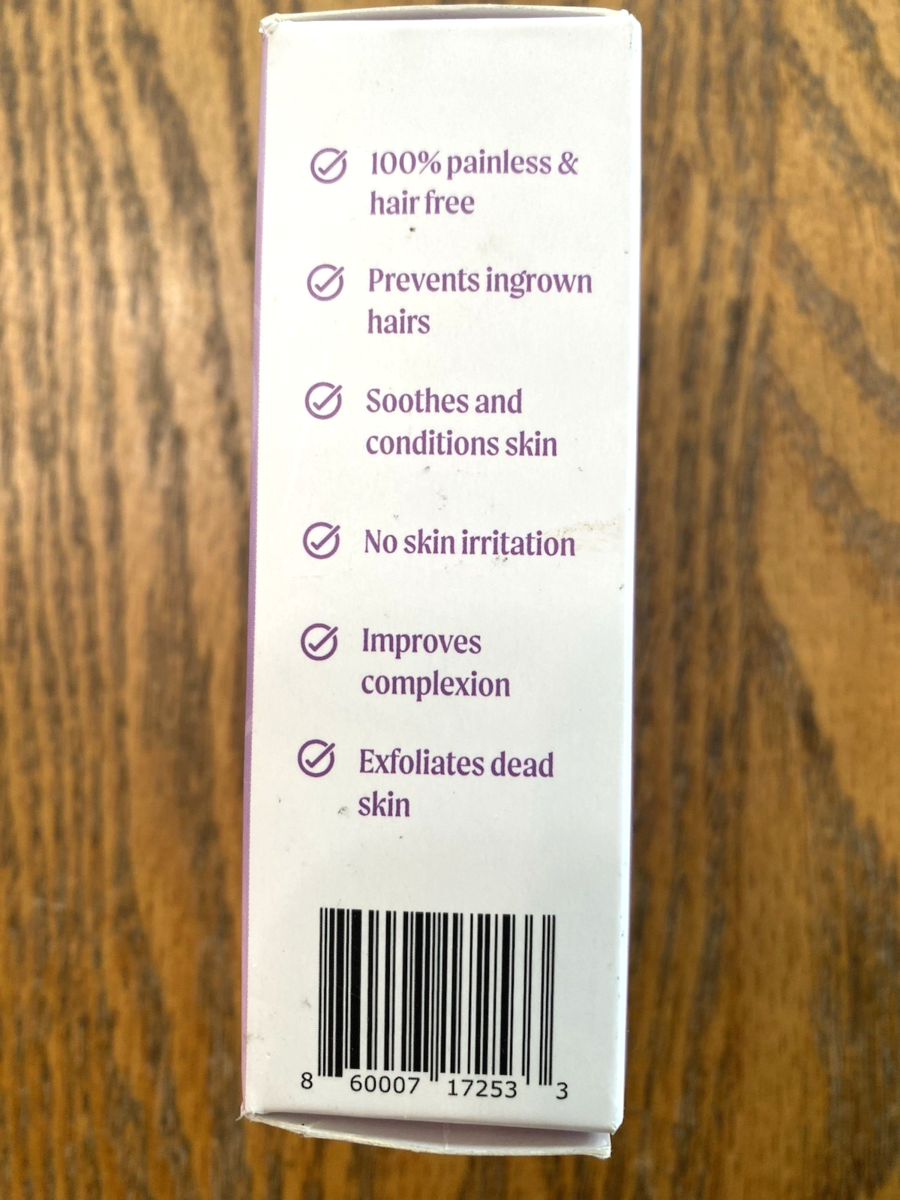 100% painless &
hair free
Prevents ingrown
hairs
Soothes and
conditions skin
No skin irritation
Improves
complexion
Exfoliates dead
skin
8 60007 17253 3